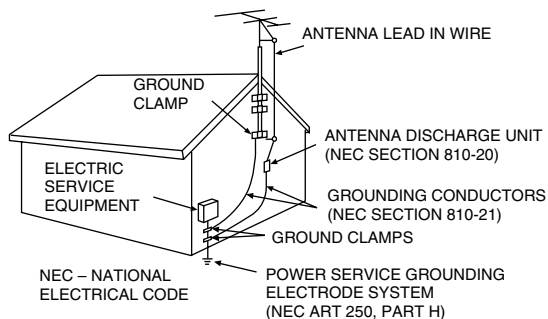 ANTENNA LEAD IN WIRE
GROUND
CLAMP
ANTENNA DISCHARGE UNIT
(NEC SECTION 810-20)
ELECTRIC
SERVICE
EQUIPMENT
GROUNDING CONDUCTORS
(NEC SECTION 810-21)
GROUND CLAMPS
NEC – NATIONAL
ELECTRICAL CODE
POWER SERVICE GROUNDING
ELECTRODE SYSTEM
(NEC ART 250, PART H)